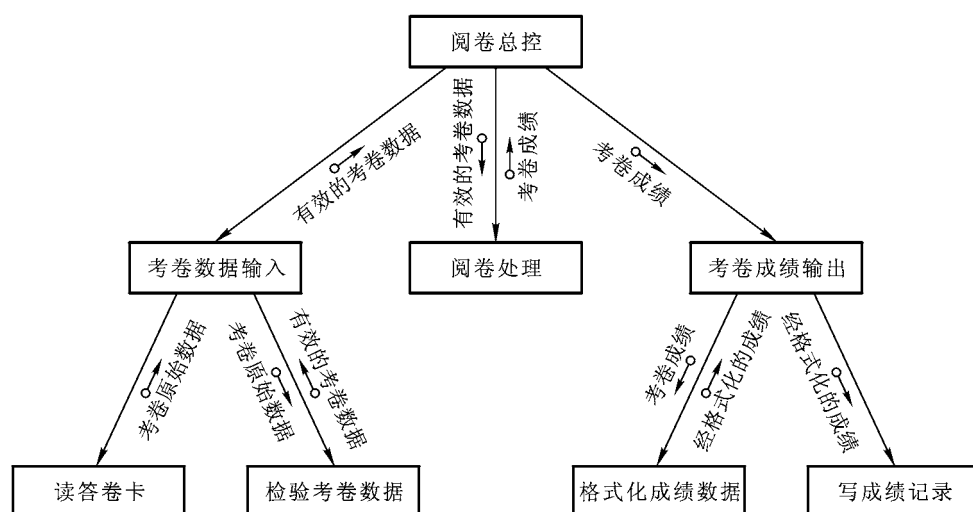 阅卷总控
有效的考卷数据
有效的考卷数据
考卷成绩
考卷成绩
考卷数据输入
阅卷处理
考卷成绩输出
考卷原始数据
考卷原始数据
有效的考卷数据
考卷成绩
经格式化的成绩
经格式化的成绩
读答卷卡
检验考卷数据
格式化成绩数据
写成绩记录